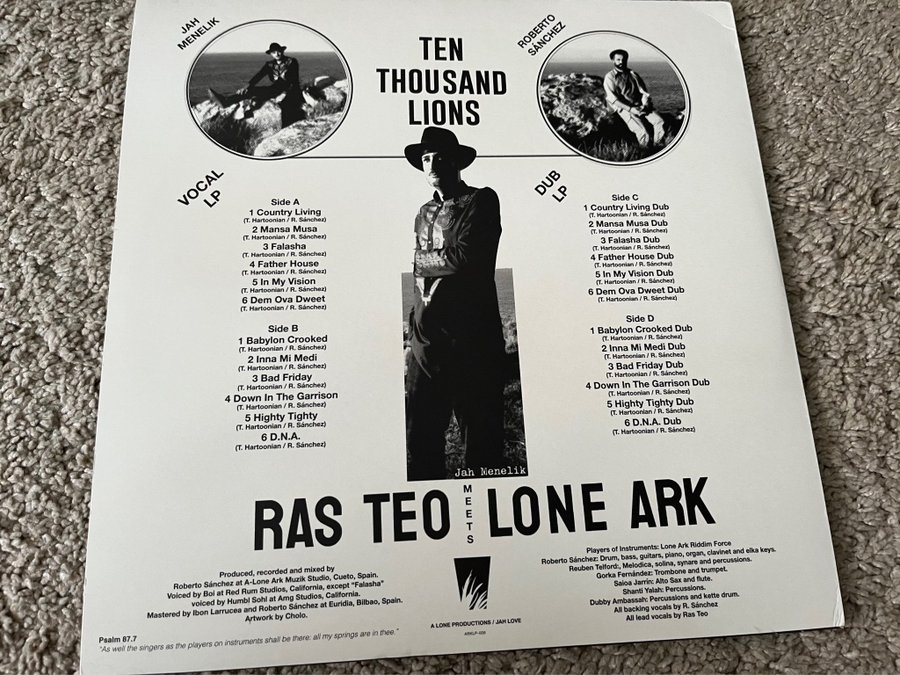 JAH
MENELIK
TEN
THOUSAND
LIONS
ROBERTO
SÁNCHEZ
VOCAL
LP
DUB
LP
Side A
1 Country Living
(T. Hartoonian / R. Sánchez)
2 Mansa Musa
(T. Hartoonian / R. Sánchez)
3 Falasha
(T. Hartoonian / R. Sánchez)
4 Father House
(T. Hartoonian / R. Sánchez)
5 In My Vision
(T. Hartoonian / R. Sánchez)
6 Dem Ova Dweet
(T. Hartoonian / R. Sánchez)
Side B
1 Babylon Crooked
(T. Hartoonian / R. Sánchez)
2 Inna Mi Medi
(T. Hartoonian / R. Sánchez)
3 Bad Friday
(T. Hartoonian / R. Sánchez)
4 Down In The Garrison
(T. Hartoonian / R. Sánchez)
5 Highty Tighty
(T. Hartoonian / R. Sánchez)
6 D.N.A.
(T. Hartoonian / R. Sánchez)
Side C
1 Country Living Dub
(T. Hartoonian / R. Sánchez)
2 Mansa Musa Dub
(T. Hartoonian / R. Sánchez)
3 Falasha Dub
(T. Hartoonian / R. Sánchez)
4 Father House Dub
(T. Hartoonian / R. Sánchez)
5 In My Vision Dub
(T. Hartoonian / R. Sánchez)
6 Dem Ova Dweet Dub
(T. Hartoonian / R. Sánchez)
Side D
1 Babylon Crooked Dub
(T. Hartoonian / R. Sánchez)
2 Inna Mi Medi Dub
(T. Hartoonian / R. Sánchez)
3 Bad Friday Dub
(T. Hartoonian / R. Sánchez)
4 Down In The Garrison Dub
(T. Hartoonian / R. Sánchez)
5 Highty Tighty Dub
(T. Hartoonian / R. Sánchez)
6 D.N.A. Dub
(T. Hartoonian / R. Sánchez)
Jah Menelik
RAS TEO MEETS LONE ARK
Produced, recorded and mixed by
Roberto Sánchez at A-Lone Ark Muzik Studio, Cueto, Spain.
Voiced by Boi at Red Rum Studios, California, except "Falasha"
voiced by Humbl Sohl at Amg Studios, California.
Mastered by Ibon Larrucea and Roberto Sánchez at Euridia, Bilbao, Spain.
Artwork by Cholo.
Psalm 87.7
"As well the singers as the players on instruments shall be there: all my springs are in thee."
A LONE PRODUCTIONS / JAH LOVE
ARKLP-009
Players of Instruments: Lone Ark Riddim Force
Roberto Sánchez: Drum, bass, guitars, piano, organ, clavinet and elka keys.
Reuben Telford:, Melodica, solina, synare and percussions.
Gorka Fernández: Trombone and trumpet.
Saioa Jarrin: Alto Sax and flute.
Shanti Yalah: Percussions.
Dubby Ambassah: Percussions and kette drum.
All backing vocals by R. Sánchez
All lead vocals by Ras Teo